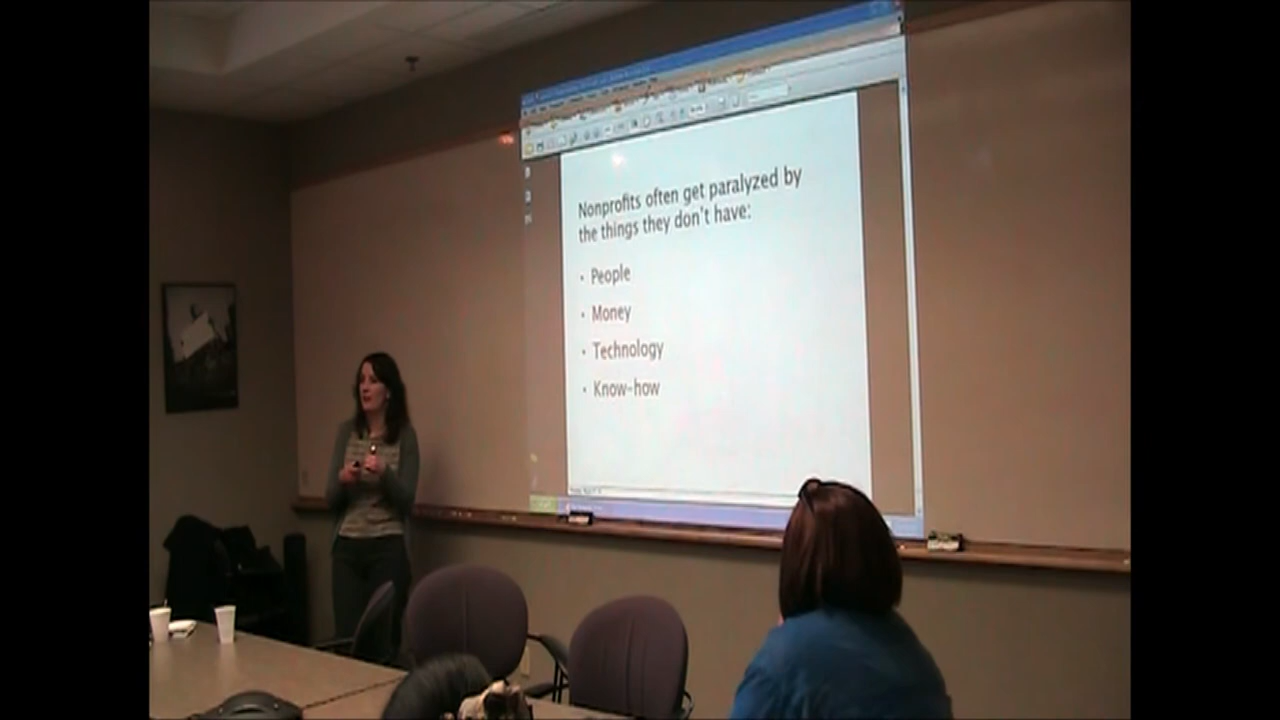 Nonprofits often get paralyzed by
the things they don't have:
· People
· Money
· Technology
· Know-how